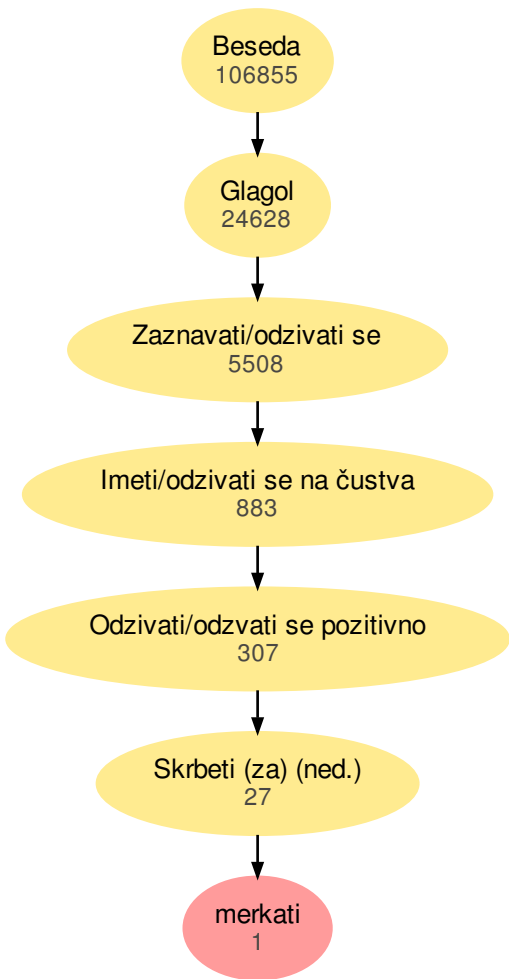 Beseda
106855
Glagol
24628
Zaznavati/odzivati se
5508
Imeti/odzivati se na čustva
883
Odzivati/odzvati se pozitivno
307
Skrbeti (za) (ned.)
27
merkati
1